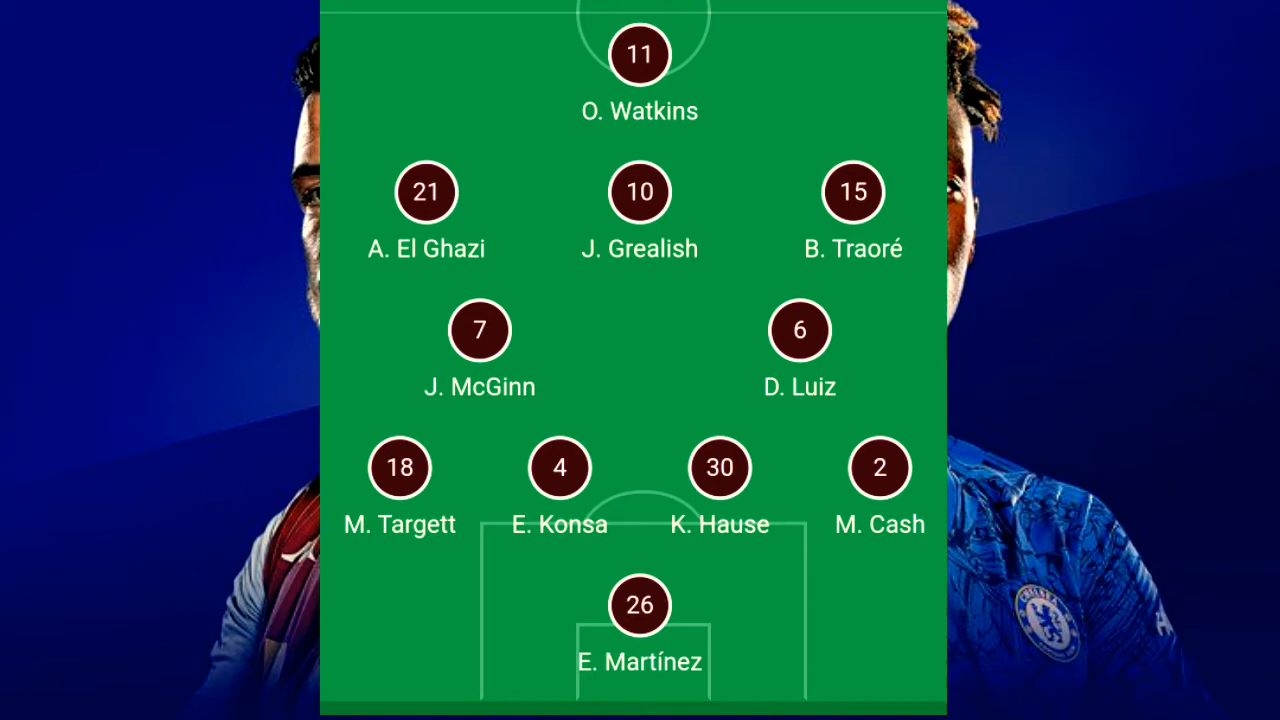 11
O. Watkins
21 10 15
A. El Ghazi J. Grealish B. Traoré
7 6
J. McGinn D. Luiz
18 4 30 2
M. Targett E. Konsa K. Hause M. Cash
26
E. Martínez
CHELSEA